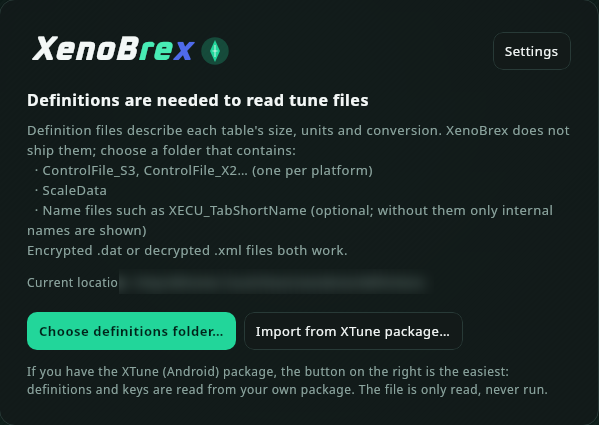 XenoBrex
Settings
Definitions are needed to read tune files
Definition files describe each table's size, units and conversion. XenoBrex does not
ship them; choose a folder that contains:
· ControlFile_S3, ControlFile_X2… (one per platform)
· ScaleData
· Name files such as XECU_TabShortName (optional; without them only internal
names are shown)
Encrypted .dat or decrypted .xml files both work.
Current locatio
Choose definitions folder…
Import from XTune package…
If you have the XTune (Android) package, the button on the right is the easiest:
definitions and keys are read from your own package. The file is only read, never run.